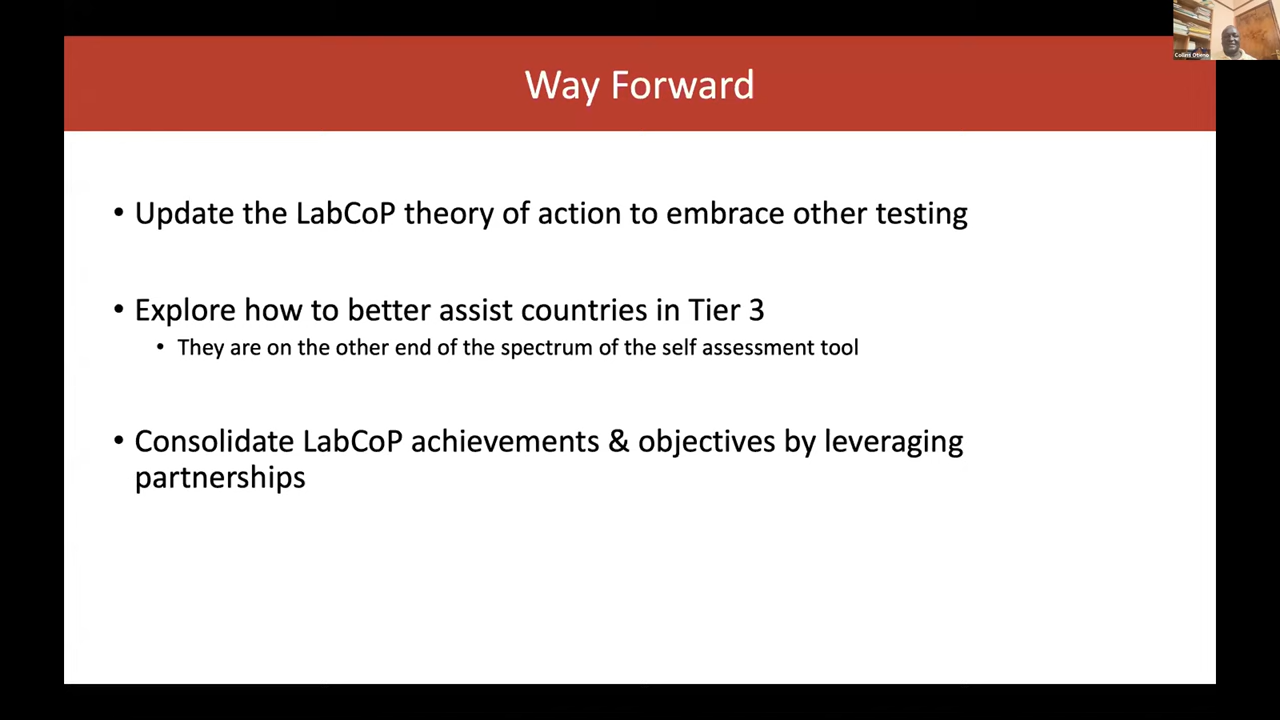 Way Forward
Collins Otieno
• Update the LabCoP theory of action to embrace other testing
• Explore how to better assist countries in Tier 3
• They are on the other end of the spectrum of the self assessment tool
• Consolidate LabCoP achievements & objectives by leveraging
partnerships